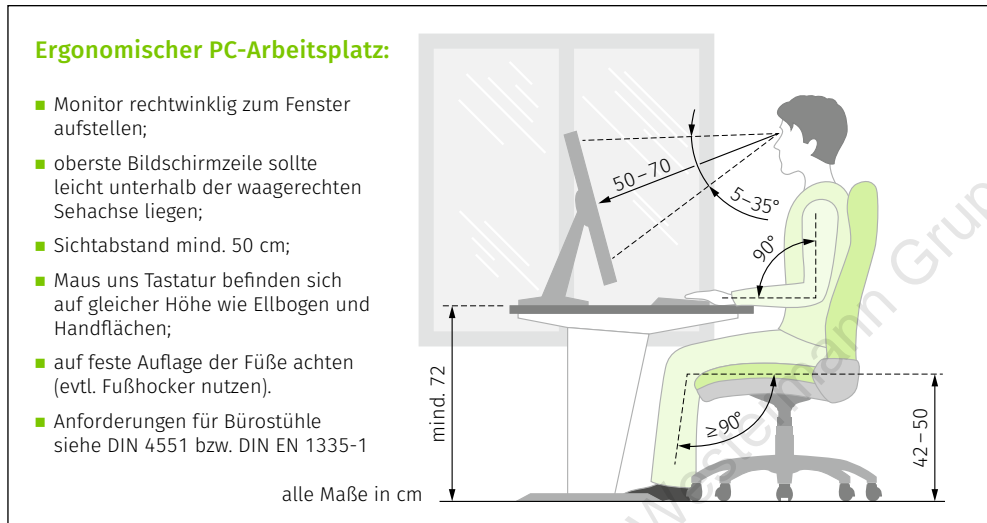 Ergonomischer PC-Arbeitsplatz:
Monitor rechtwinklig zum Fenster
aufstellen;
oberste Bildschirmzeile sollte
leicht unterhalb der waagerechten
Sehachse liegen;
Sichtabstand mind. 50 cm;
Maus uns Tastatur befinden sich
auf gleicher Höhe wie Ellbogen und
Handflächen;
auf feste Auflage der Füße achten
(evtl. Fußhocker nutzen).
Anforderungen für Bürostühle
siehe DIN 4551 bzw. DIN EN 1335-1
alle Maße in cm
50–70
5–35°
90°
mind. 72
≥90°
42–50
Westermann Grup